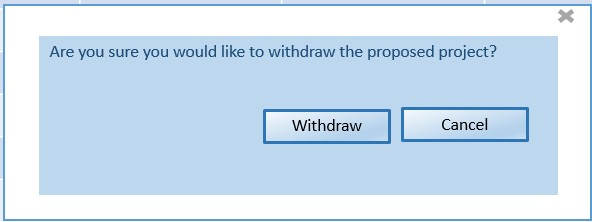 Are you sure you would like to withdraw the proposed project?
Withdraw
Cancel